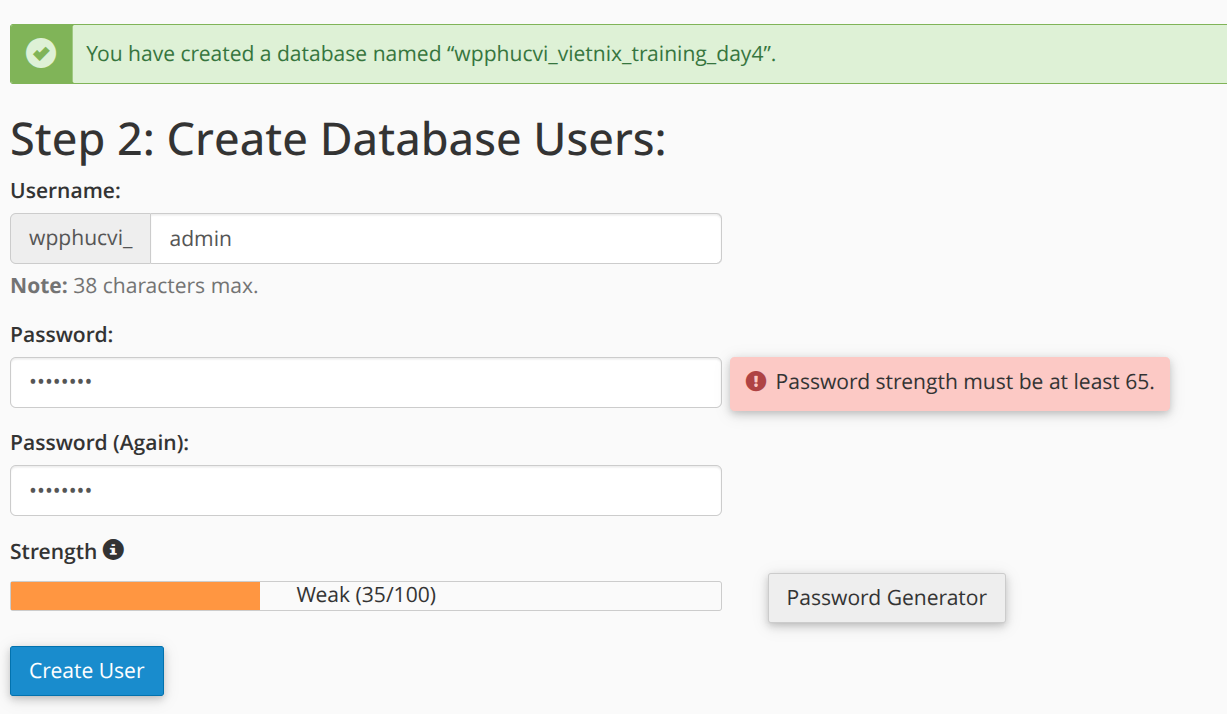 You have created a database named “wpphucvi_vietnix_training_day4”.
Step 2: Create Database Users:
Username:
wpphucvi_ admin
Note: 38 characters max.
Password:
••••••••
Password strength must be at least 65.
Password (Again):
••••••••
Strength
Weak (35/100)
Password Generator
Create User